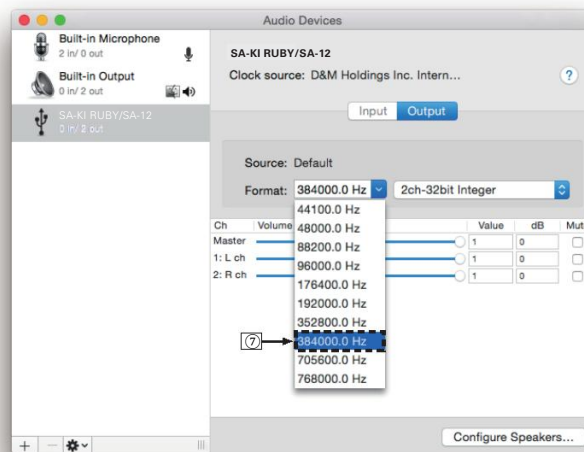 Audio Devices
Built-in Microphone
2 in/ 0 out
Built-in Output
0 in/ 2 out
SA-KI RUBY/SA-12
0 in/ 2 out
SA-KI RUBY/SA-12
Clock source: D&M Holdings Inc. Intern...
?
Input Output
Source: Default
Format: 384000.0 Hz 2ch-32bit Integer
44100.0 Hz
48000.0 Hz
88200.0 Hz
96000.0 Hz
176400.0 Hz
192000.0 Hz
352800.0 Hz
⑦ 384000.0 Hz
705600.0 Hz
768000.0 Hz
Ch Volume Value dB Mut
Master 1 0
1: L ch 1 0
2: R ch 1 0
Configure Speakers...